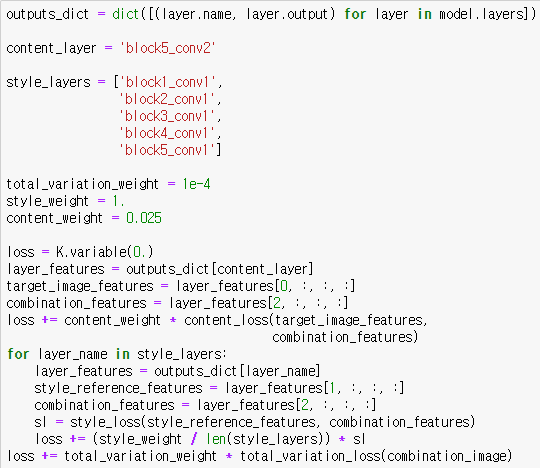 outputs_dict = dict([(layer.name, layer.output) for layer in model.layers])
content_layer = 'block5_conv2'
style_layers = ['block1_conv1',
'block2_conv1',
'block3_conv1',
'block4_conv1',
'block5_conv1']
total_variation_weight = 1e-4
style_weight = 1.
content_weight = 0.025
loss = K.variable(0.)
layer_features = outputs_dict[content_layer]
target_image_features = layer_features[0, :, :, :]
combination_features = layer_features[2, :, :, :]
loss += content_weight * content_loss(target_image_features,
combination_features)
for layer_name in style_layers:
layer_features = outputs_dict[layer_name]
style_reference_features = layer_features[1, :, :, :]
combination_features = layer_features[2, :, :, :]
sl = style_loss(style_reference_features, combination_features)
loss += (style_weight / len(style_layers)) * sl
loss += total_variation_weight * total_variation_loss(combination_image)